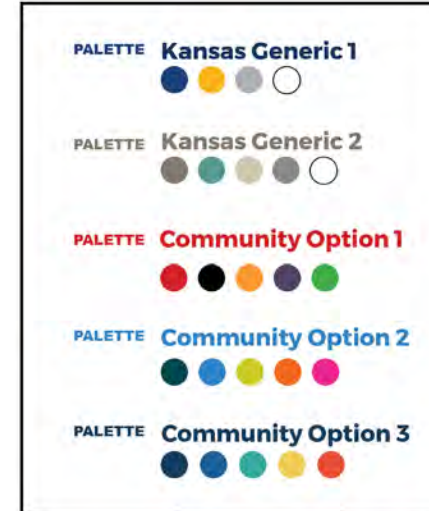 PALETTE Kansas Generic 1
PALETTE Kansas Generic 2
PALETTE Community Option 1
PALETTE Community Option 2
PALETTE Community Option 3